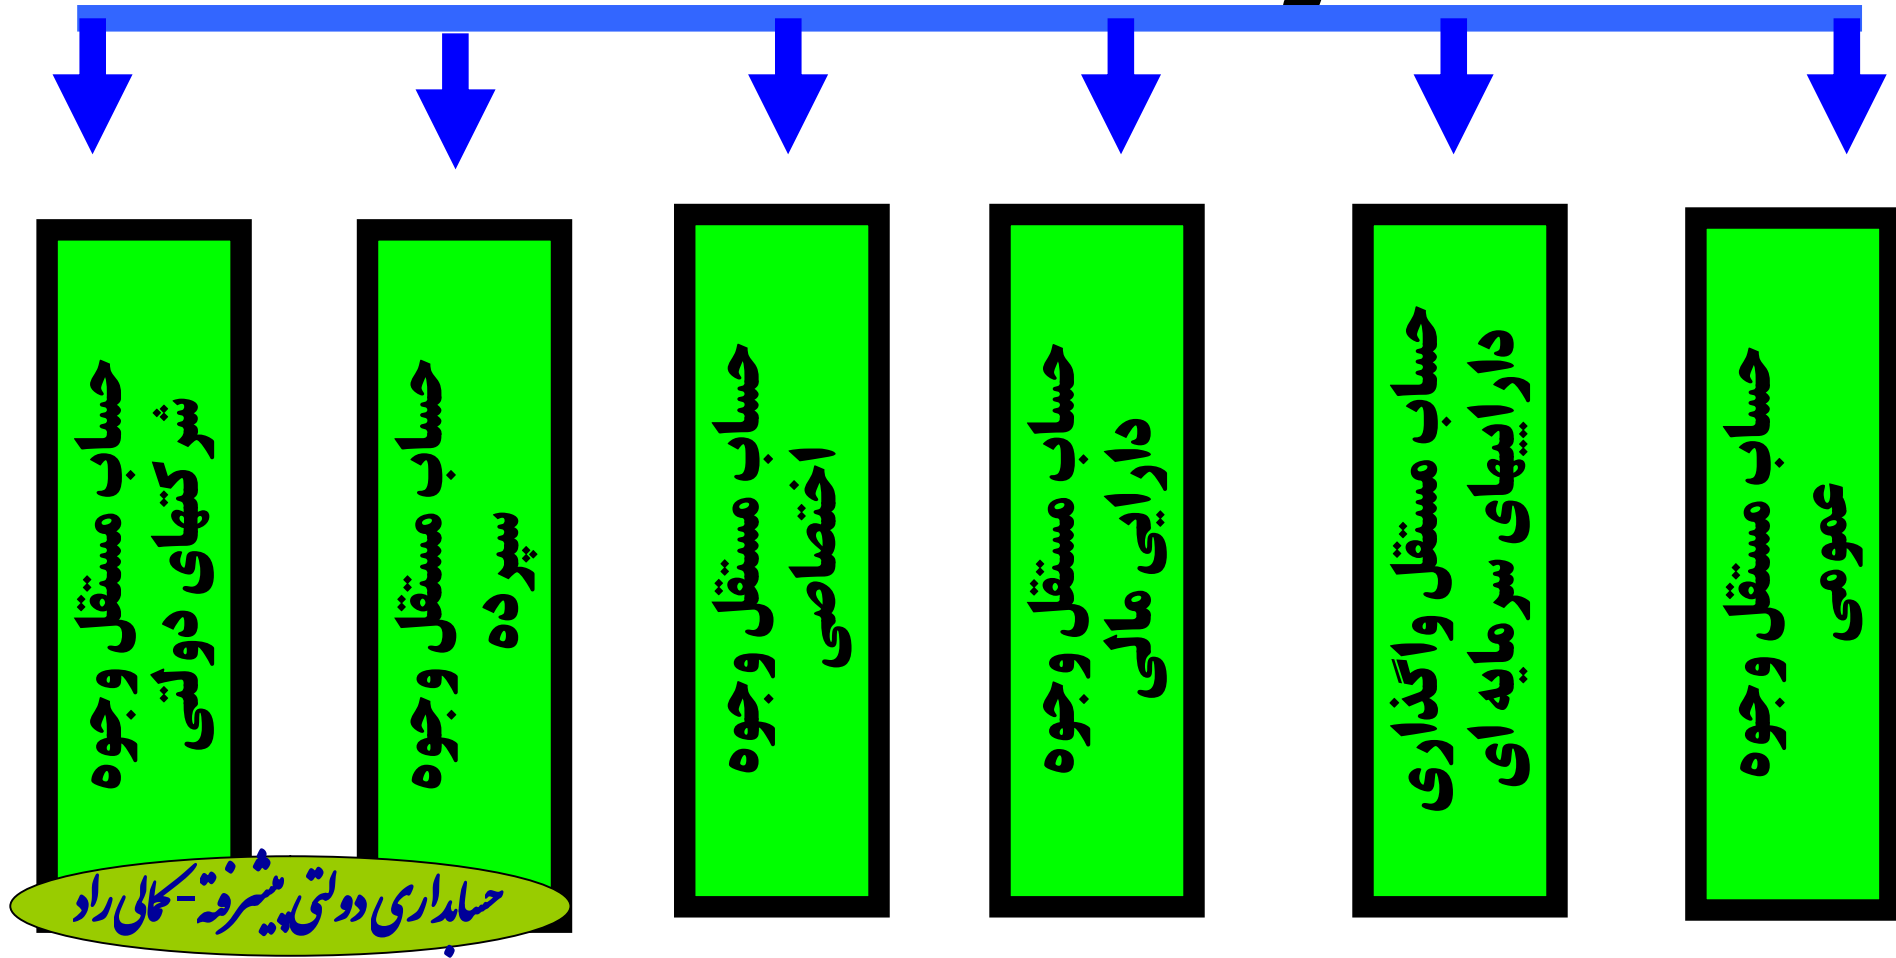 حساب مستقل وجوه
عمومی
حساب مستقل واگذاری
داراییهای سرمایه ای
حساب مستقل وجوه
دارایی مالی
حساب مستقل وجوه
اختصاصی
حساب مستقل وجوه
سپرده
حساب مستقل وجوه
شرکتهای دولتی
حسابداری دولتی پیشرفته - کمالی راد